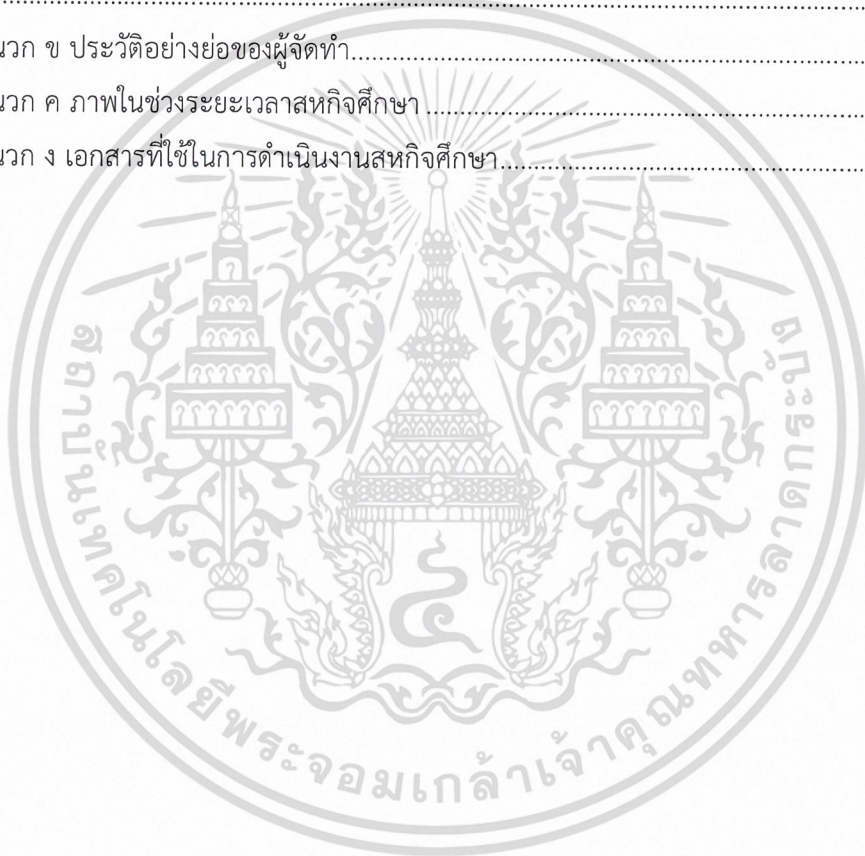 นวก ข ประวัติอย่างย่อของผู้จัดทำ
นวก ค ภาพในช่วงระยะเวลาสหกิจศึกษา
นวก ง เอกสารที่ใช้ในการดำเนินงานสหกิจศึกษา
๔
สถาบันเทคโนโลยีพระจอมเกล้าเจ้าคุณทหารลาดกระบัง